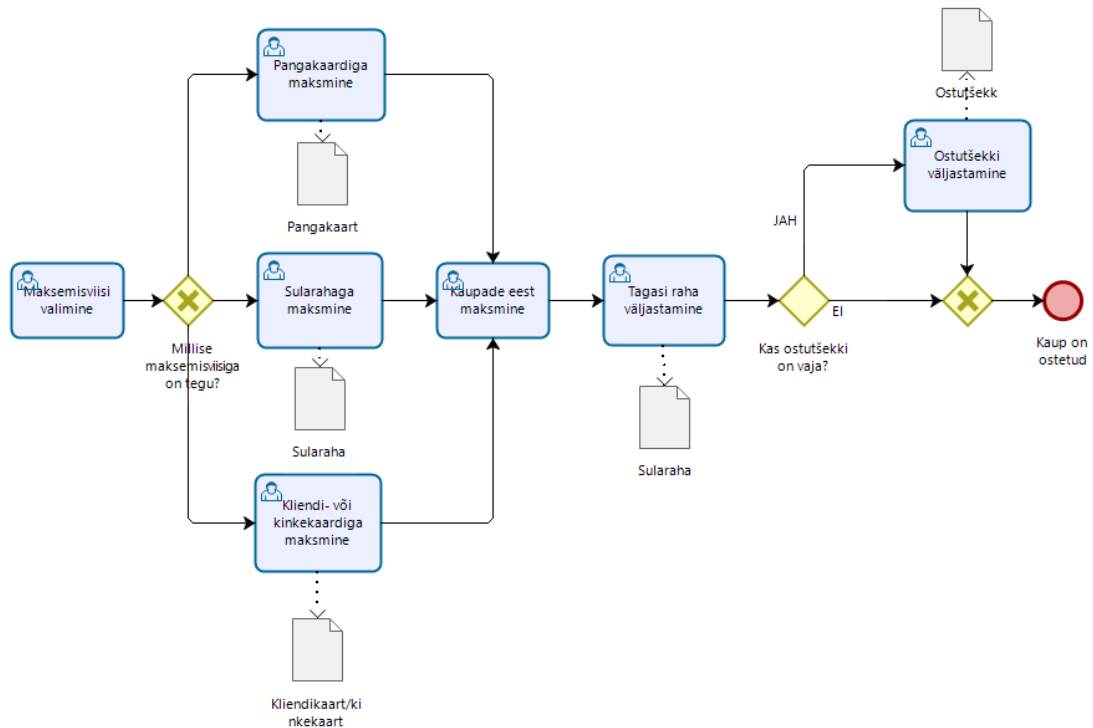 Pangakaardiga
maksmine
Pangakaart
Ostutšekk
Ostutšekki
väljastamine
JAH
Maksemisviisi
valimine
Millise
maksemisviisiga
on tegu?
Sularahaga
maksmine
Sularaha
Kaupade eest
maksmine
Tagasi raha
väljastamine
Sularaha
Kas ostutšekki
on vaja?
EI
Kaup on
ostetud
Kliendi- või
kinkekaardiga
maksmine
Kliendikaart/ki
nkekaart